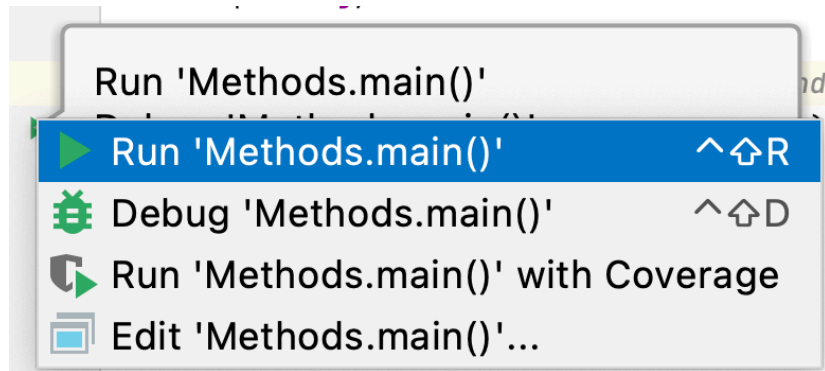 Run 'Methods.main()'
Run 'Methods.main()' ⌃⇧R
Debug 'Methods.main()' ⌃⇧D
Run 'Methods.main()' with Coverage
Edit 'Methods.main()'...